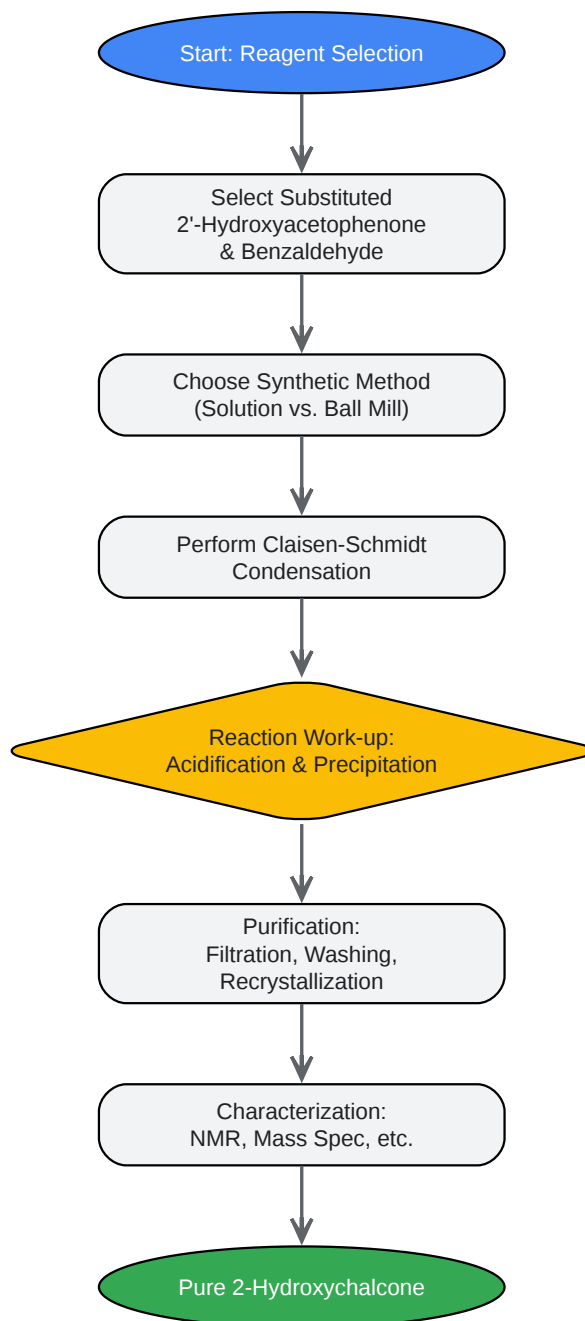 Start: Reagent Selection
Select Substituted
2'-Hydroxyacetophenone
& Benzaldehyde
Choose Synthetic Method
(Solution vs. Ball Mill)
Perform Claisen-Schmidt
Condensation
Reaction Work-up:
Acidification & Precipitation
Purification:
Filtration, Washing,
Recrystallization
Characterization:
NMR, Mass Spec, etc.
Pure 2-Hydroxychalcone